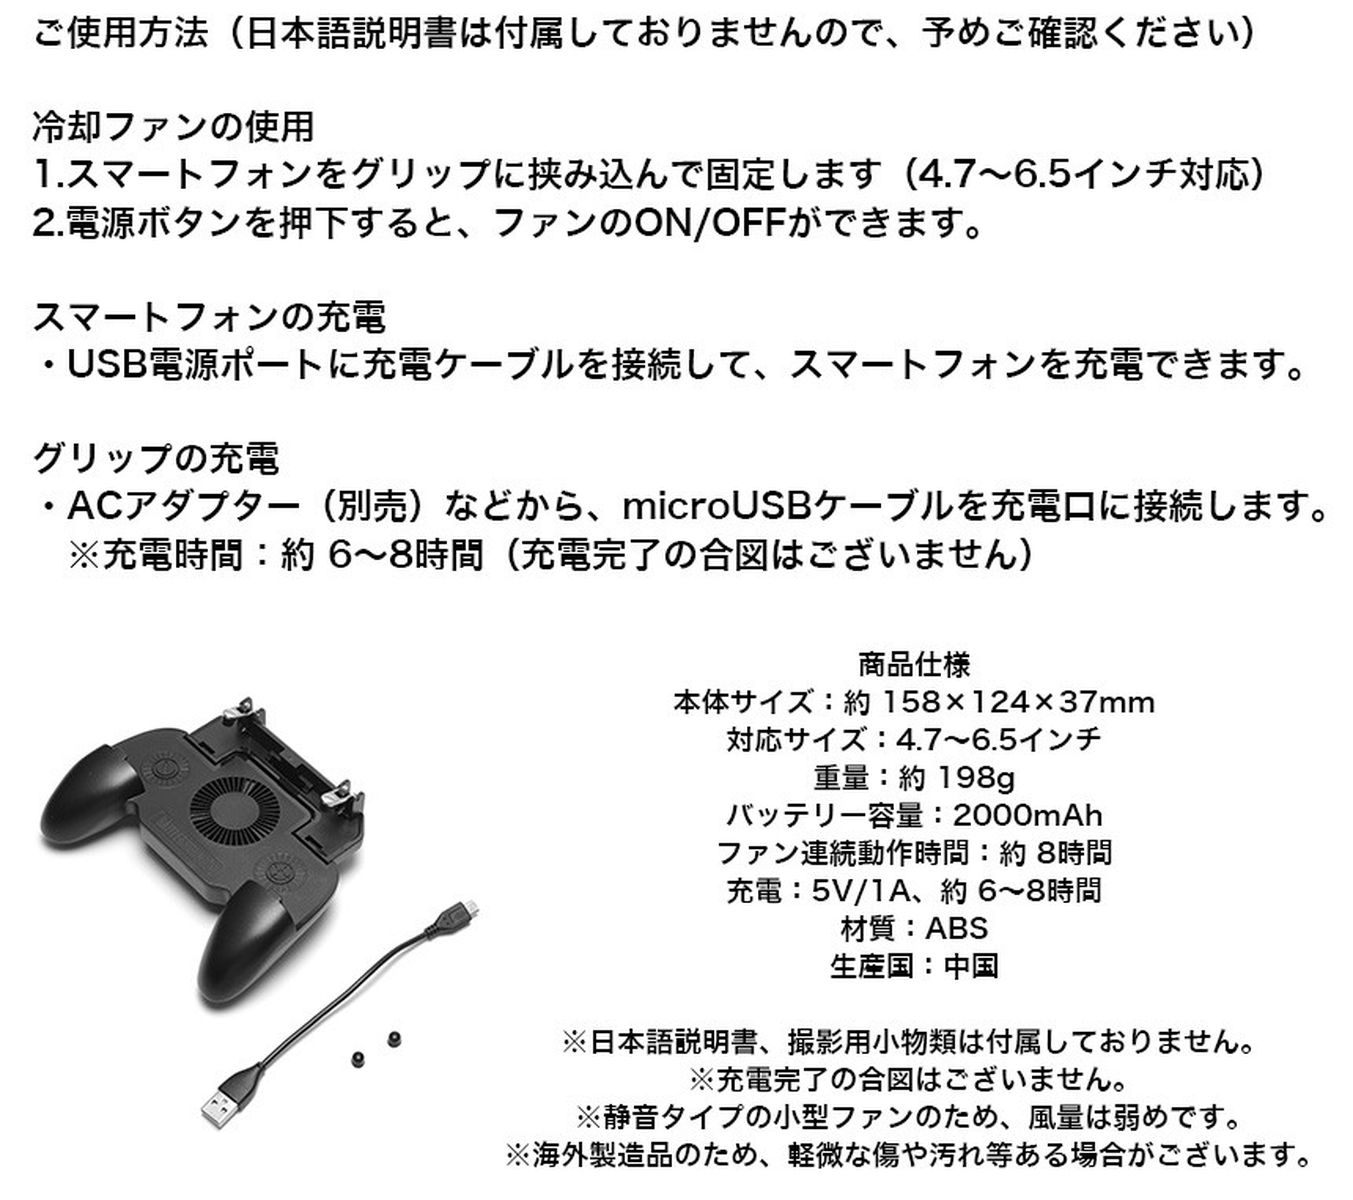 ご使用方法（日本語説明書は付属しておりませんので、予めご確認ください）
冷却ファンの使用
1.スマートフォンをグリップに挟み込んで固定します（4.7〜6.5インチ対応）
2.電源ボタンを押下すると、ファンのON/OFFができます。
スマートフォンの充電
・USB電源ポートに充電ケーブルを接続して、スマートフォンを充電できます。
グリップの充電
・ACアダプター（別売）などから、microUSBケーブルを充電口に接続します。
※充電時間：約 6〜8時間（充電完了の合図はございません）
商品仕様
本体サイズ：約 158×124×37mm
対応サイズ：4.7〜6.5インチ
重量：約 198g
バッテリー容量：2000mAh
ファン連続動作時間：約 8時間
充電：5V/1A、約 6〜8時間
材質：ABS
生産国：中国
※日本語説明書、撮影用小物類は付属しておりません。
※充電完了の合図はございません。
※静音タイプの小型ファンのため、風量は弱めです。
※海外製造品のため、軽微な傷や汚れ等ある場合がございます。